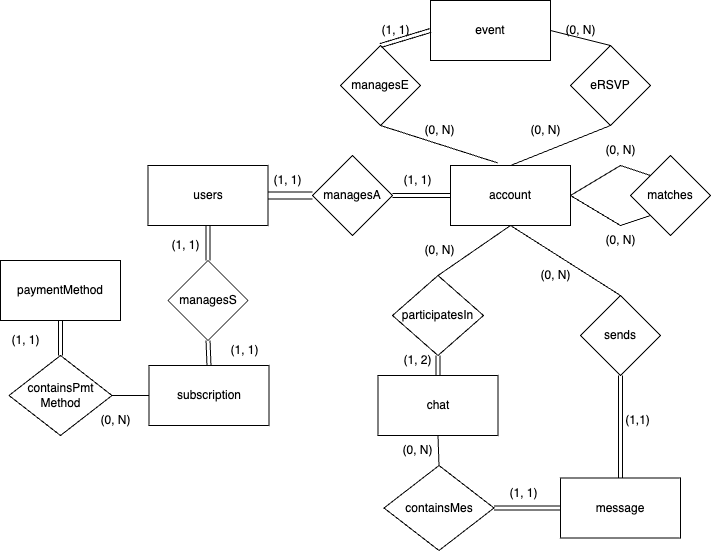 event
(1, 1)
(0, N)
managesE
eRSVP
(0, N)
(0, N)
(0, N)
users
(1, 1)
managesA
(1, 1)
account
matches
(0, N)
(1, 1)
(0, N)
(0, N)
paymentMethod
managesS
participatesIn
(1, 1)
(1, 1)
sends
(1, 2)
containsPmt
Method
subscription
chat
(0, N)
(1,1)
(0, N)
containsMes
(1, 1)
message